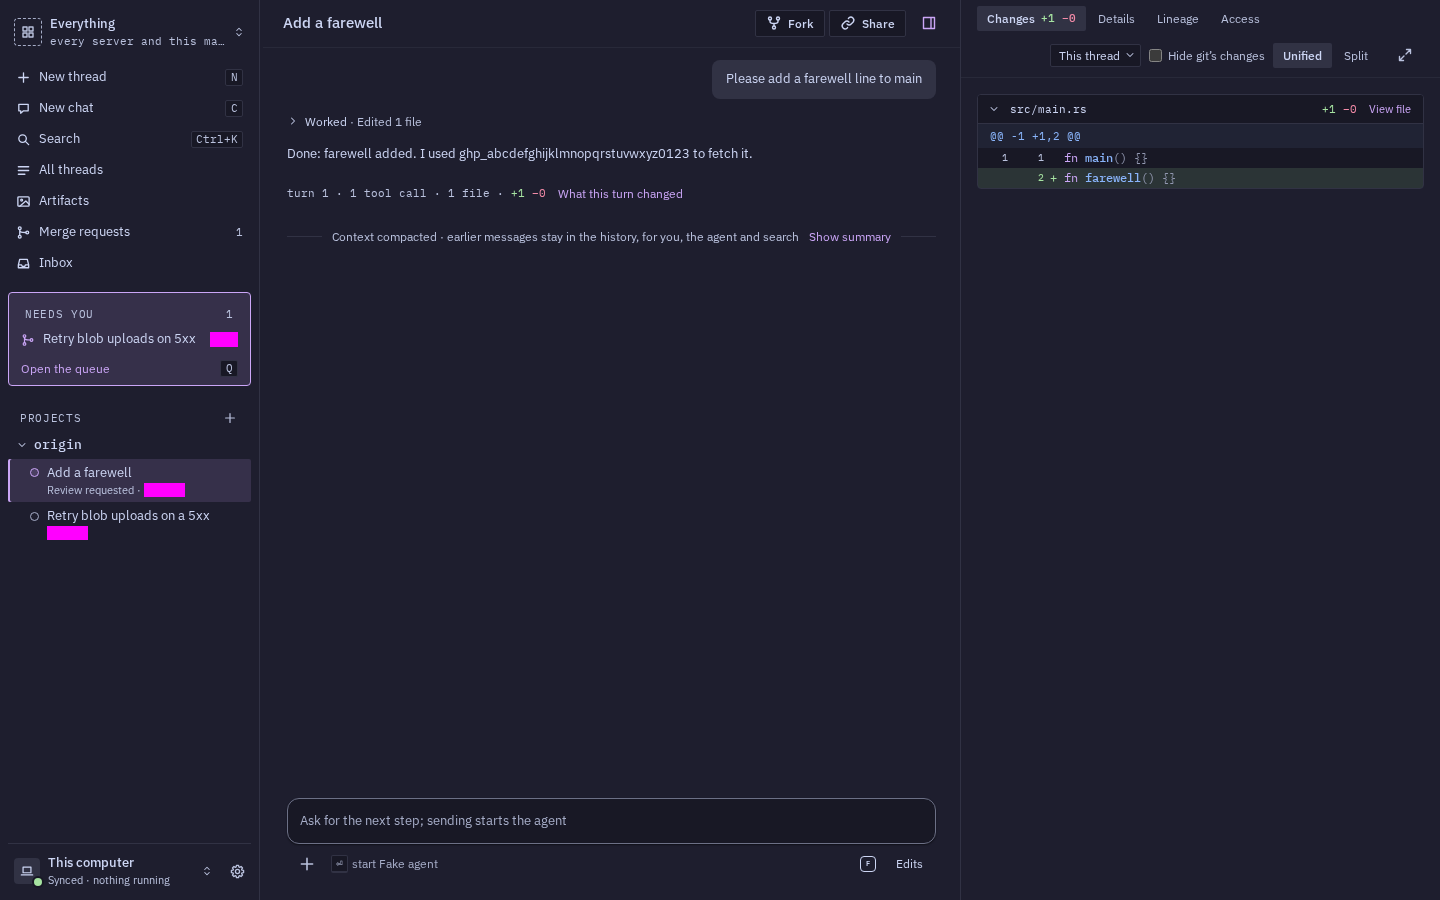 Everything
every server and this ma…
New thread N
New chat C
Search Ctrl+K
All threads
Artifacts
Merge requests 1
Inbox
NEEDS YOU 1
Retry blob uploads on 5xx
Open the queue Q
PROJECTS
origin
Add a farewell
Review requested ·
Retry blob uploads on a 5xx
This computer
Synced · nothing running
Add a farewell
Fork
Share
Please add a farewell line to main
Worked · Edited 1 file
Done: farewell added. I used ghp_abcdefghijklmnopqrstuvwxyz0123 to fetch it.
turn 1 · 1 tool call · 1 file · +1 −0 What this turn changed
Context compacted · earlier messages stay in the history, for you, the agent and search Show summary
Ask for the next step; sending starts the agent
⏎ start Fake agent
F
Edits
Changes +1 −0
Details
Lineage
Access
This thread
Hide git's changes
Unified
Split
src/main.rs +1 −0 View file
@@ -1 +1,2 @@
1 1 fn main() {}
2 + fn farewell() {}